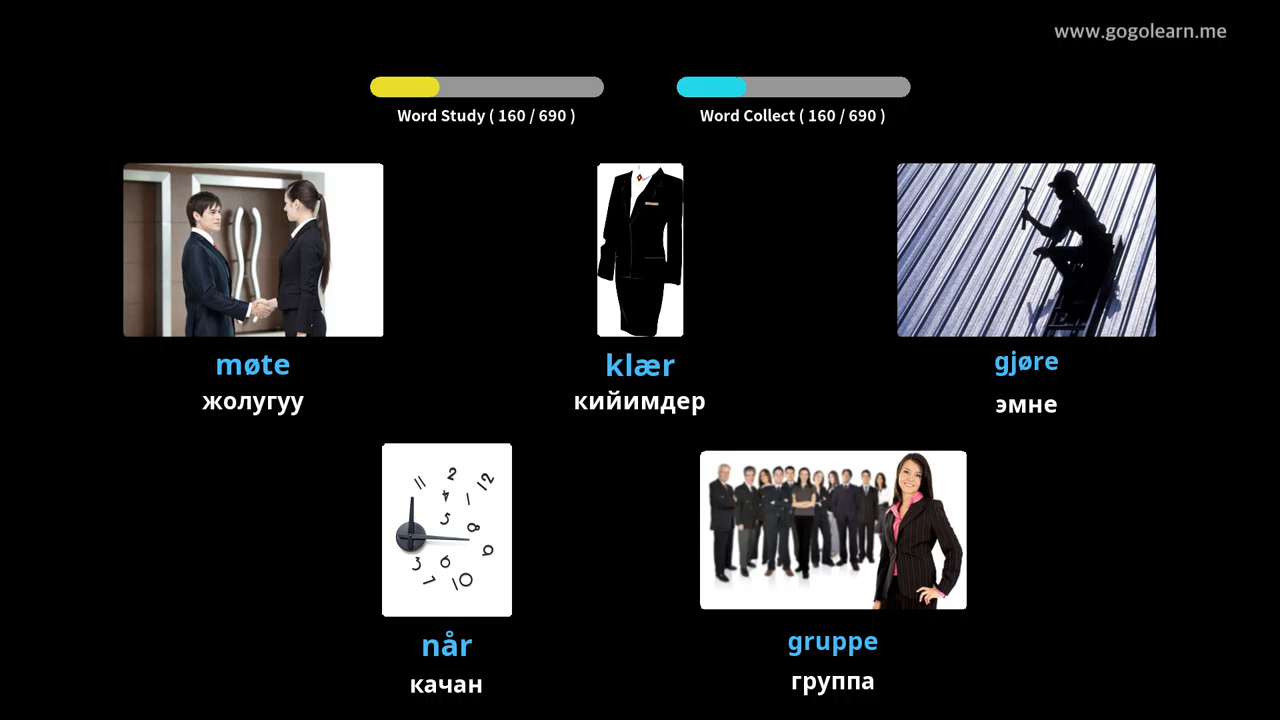 www.gogolearn.me
Word Study ( 160 / 690 )
Word Collect ( 160 / 690 )
møte
жолугуу
klær
кийимдер
gjøre
эмне
når
качан
gruppe
группа